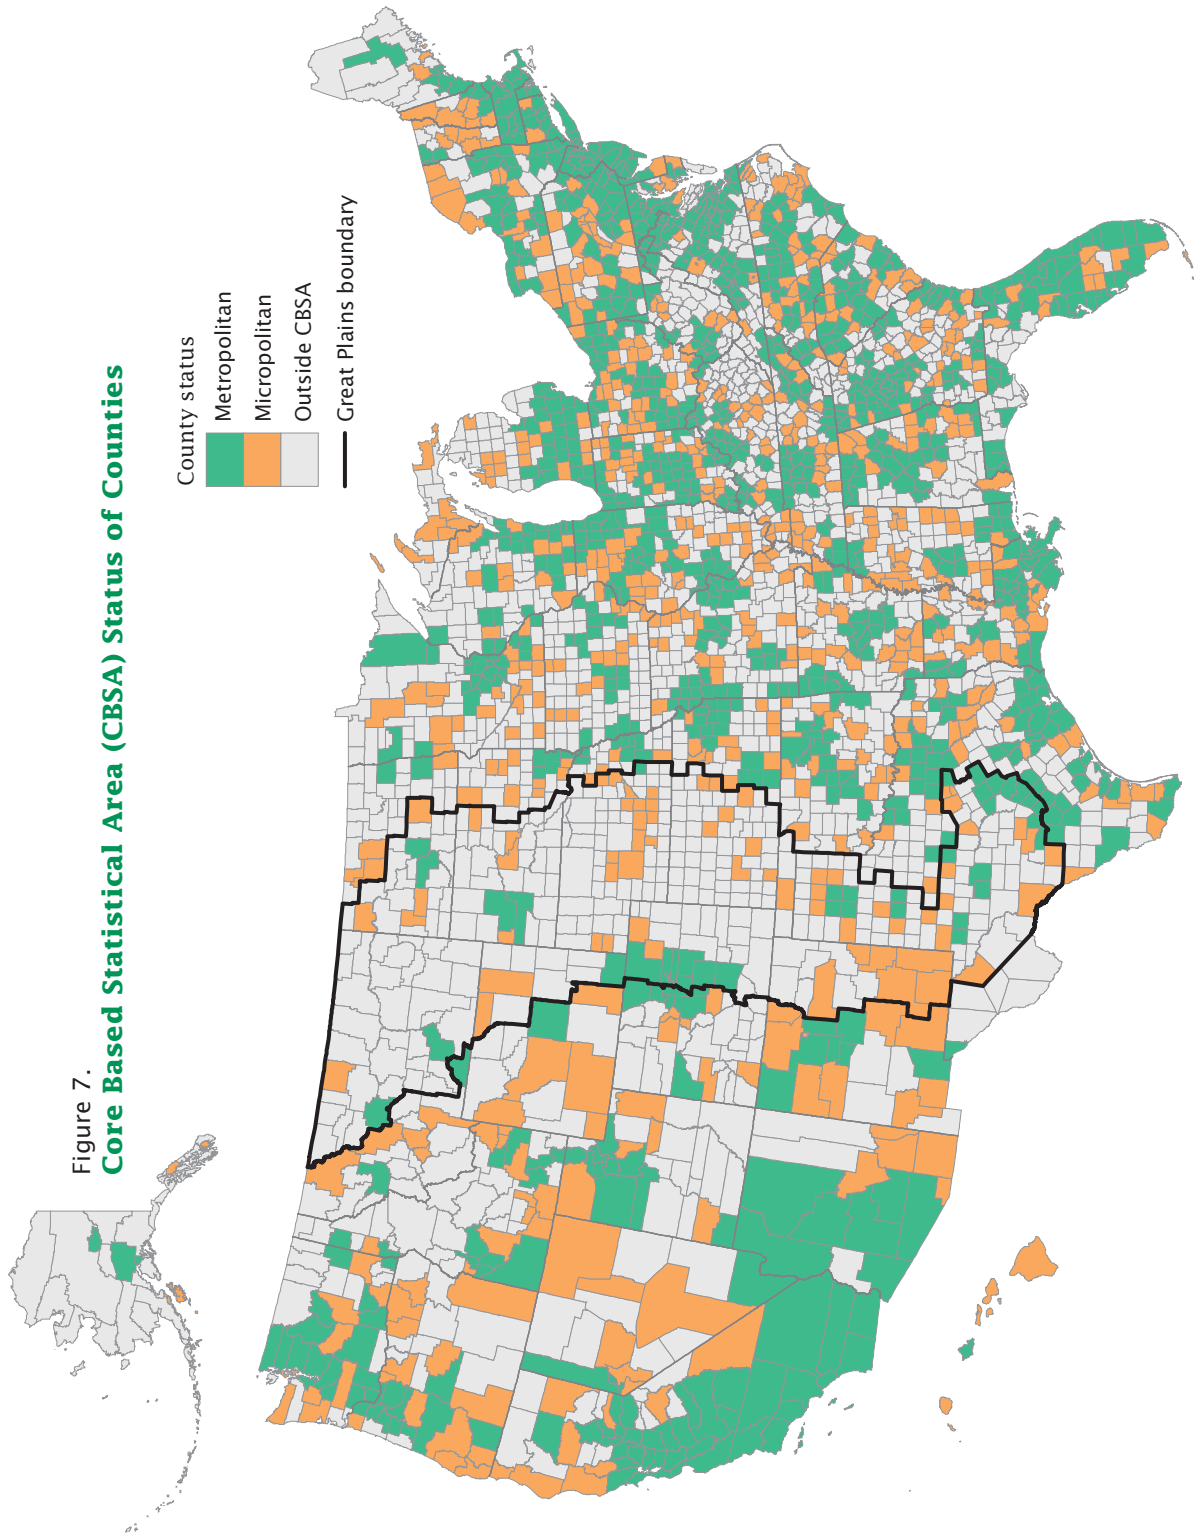 Figure 7.
Core Based Statistical Area (CBSA) Status of Counties
County status
Metropolitan
Micropolitan
Outside CBSA
Great Plains boundary